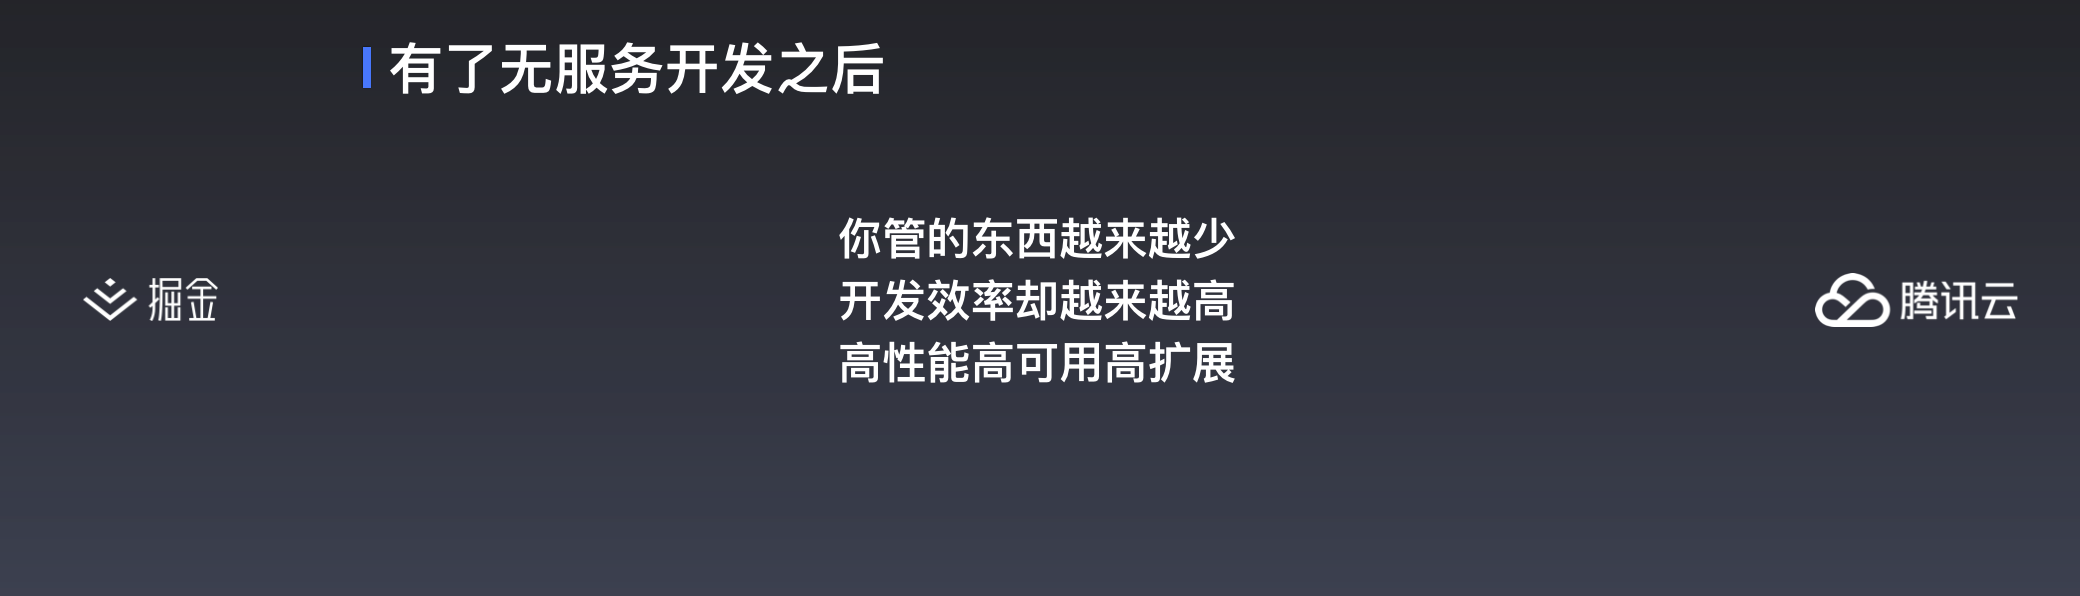 有了无服务开发之后
你管的东西越来越少
开发效率却越来越高
高性能高可用高扩展
掘金
腾讯云